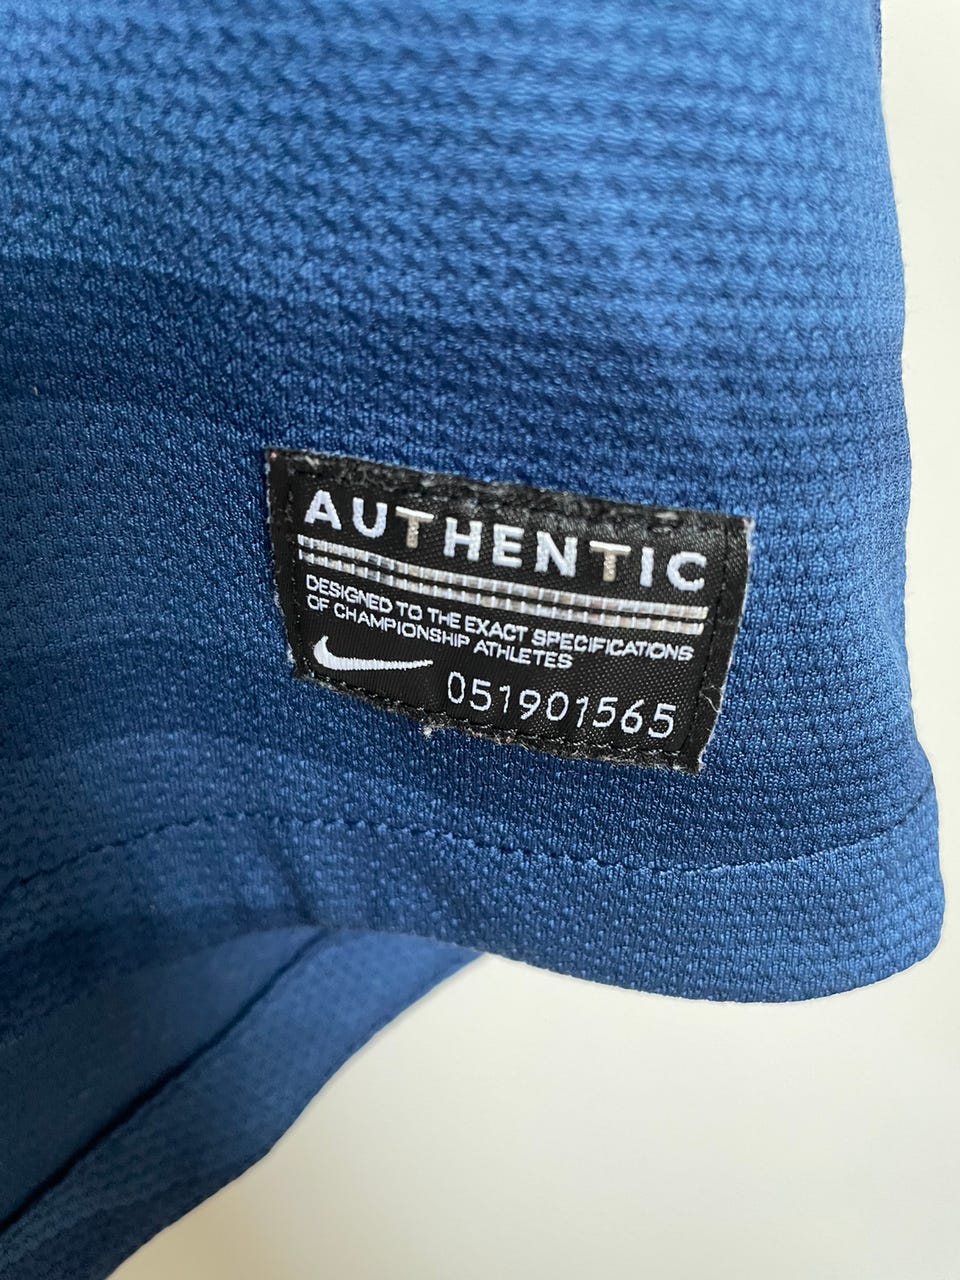 AUTHENTIC
DESIGNED TO THE EXACT SPECIFICATIONS
OF CHAMPIONSHIP ATHLETES
051901565